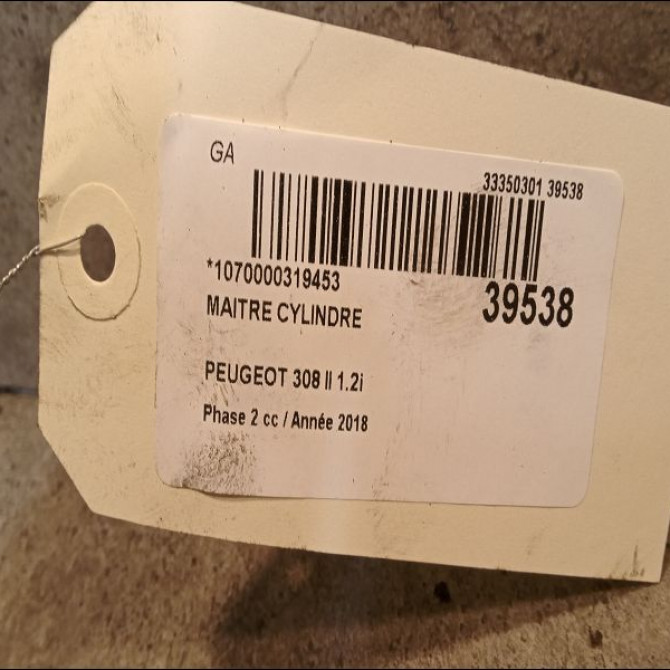 GA
33350301 39538
*1070000319453
39538
MAITRE CYLINDRE
PEUGEOT 308 II 1.2i
Phase 2 cc / Année 2018